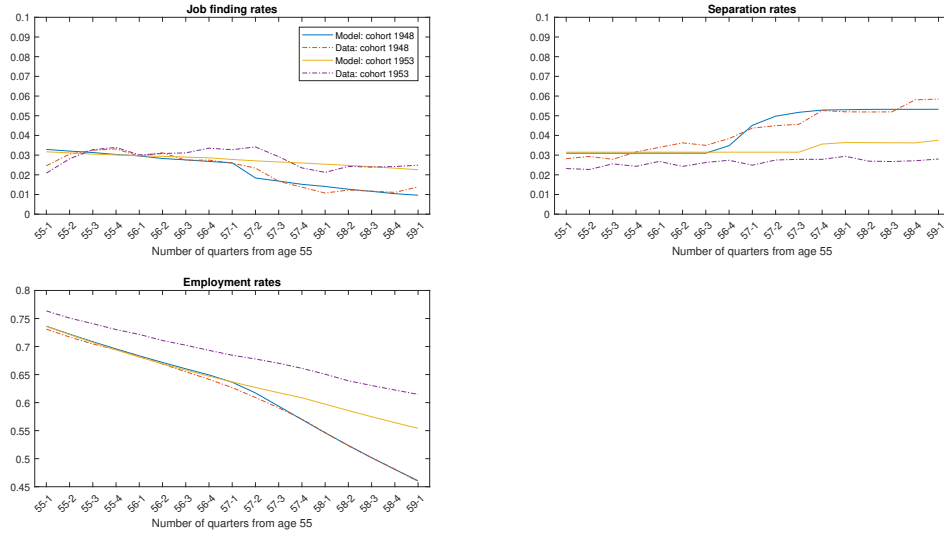 Job finding rates
0.1
0.09
0.08
0.07
0.06
0.05
0.04
0.03
0.02
0.01
0
Model: cohort 1948
Data: cohort 1948
Model: cohort 1953
Data: cohort 1953
55-1 55-2 55-3 55-4 56-1 56-2 56-3 56-4 57-1 57-2 57-3 57-4 58-1 58-2 58-3 58-4 59-1
Number of quarters from age 55
Separation rates
0.1
0.09
0.08
0.07
0.06
0.05
0.04
0.03
0.02
0.01
0
55-1 55-2 55-3 55-4 56-1 56-2 56-3 56-4 57-1 57-2 57-3 57-4 58-1 58-2 58-3 58-4 59-1
Number of quarters from age 55
Employment rates
0.8
0.75
0.7
0.65
0.6
0.55
0.5
0.45
55-1 55-2 55-3 55-4 56-1 56-2 56-3 56-4 57-1 57-2 57-3 57-4 58-1 58-2 58-3 58-4 59-1
Number of quarters from age 55